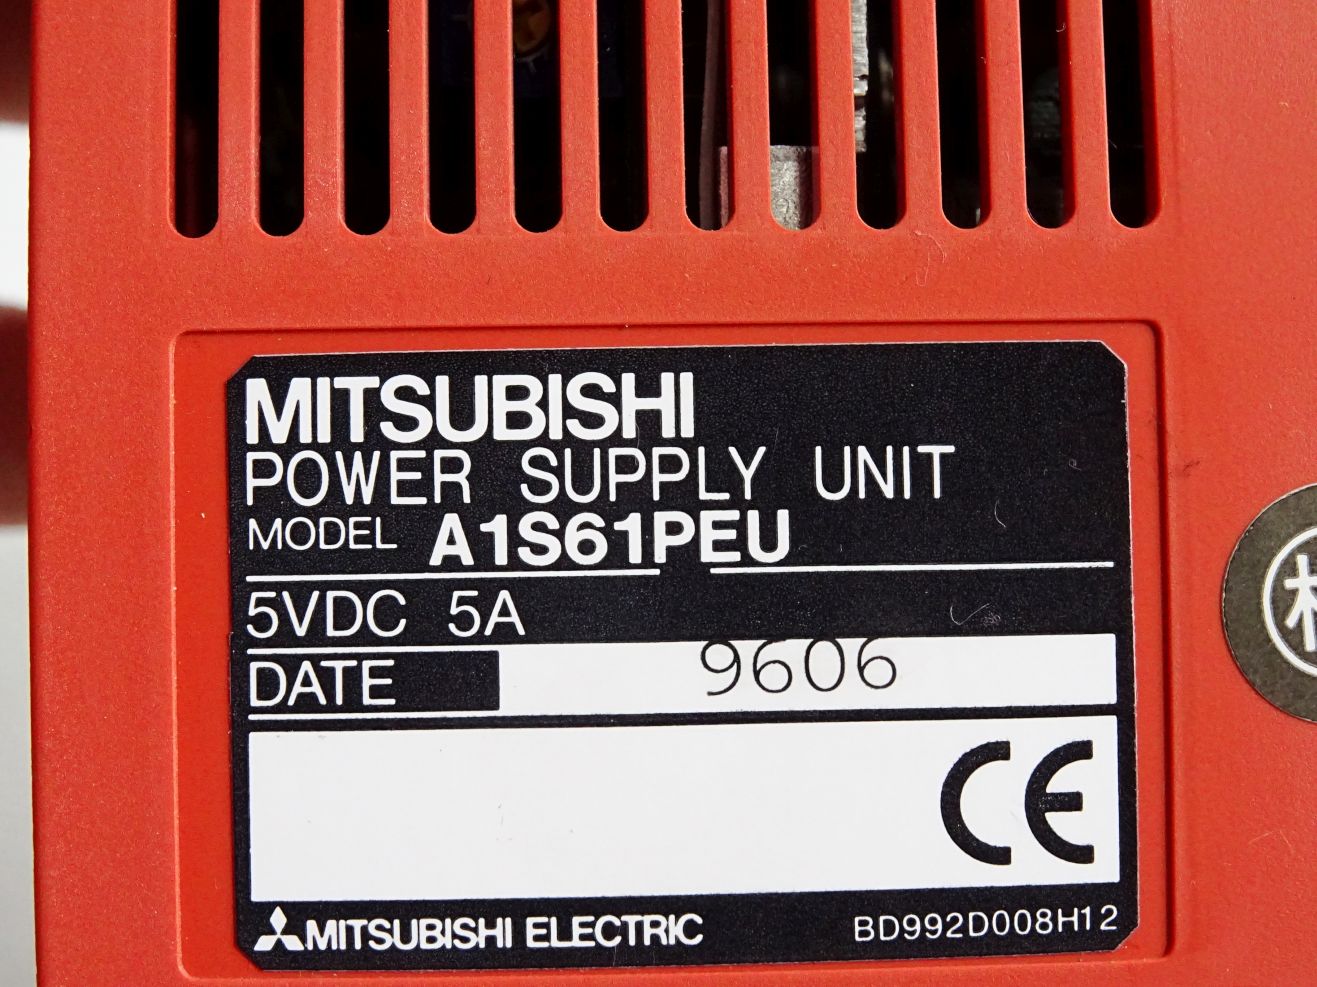 MITSUBISHI
POWER SUPPLY UNIT
MODEL A1S61PEU
5VDC 5A
DATE 9606
CE
MITSUBISHI ELECTRIC BD992D008H12